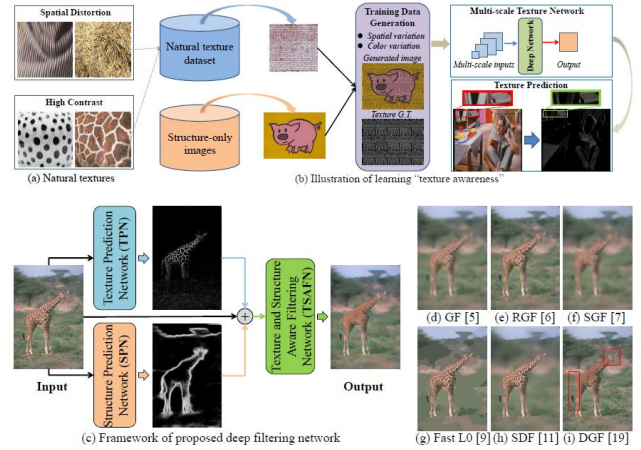 Spatial Distortion
High Contrast
(a) Natural textures
Natural texture
dataset
Structure-only
images
Training Data
Generation
Spatial variation
Color variation
Generated image
Texture G.T.
Multi-scale Texture Network
Multi-scale inputs
Deep Network
Output
Texture Prediction
(b) Illustration of learning “texture awareness”
Input
Texture Prediction
Network (TPN)
Structure Prediction
Network (SPN)
Texture and Structure
Aware Filtering
Network (TSAFN)
Output
(c) Framework of proposed deep filtering network
(d) GF [5]
(e) RGF [6]
(f) SGF [7]
(g) Fast L0 [9]
(h) SDF [11]
(i) DGF [19]